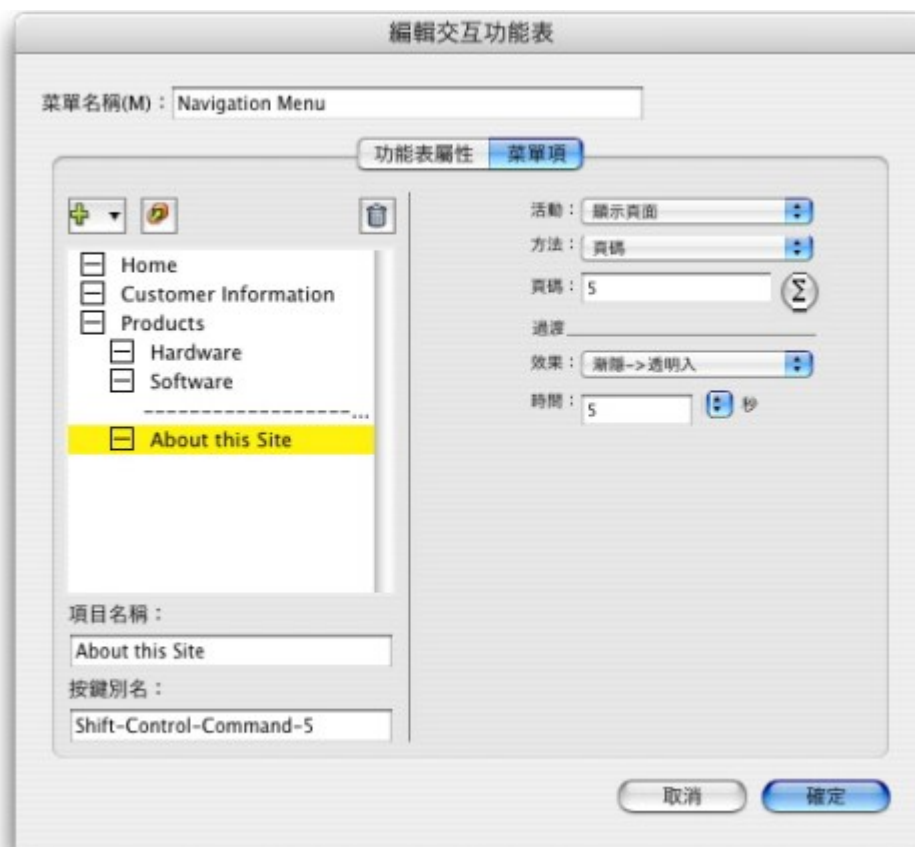 編輯交互功能表
菜單名稱(M)：Navigation Menu
功能表屬性 菜單項
Home
Customer Information
Products
Hardware
Software
-------------------...
About this Site
項目名稱：
About this Site
按鍵別名：
Shift-Control-Command-5
活動：顯示頁面
方法：頁碼
頁碼：5 Σ
過渡
效果：漸隱->透明入
時間：5 秒
取消 確定